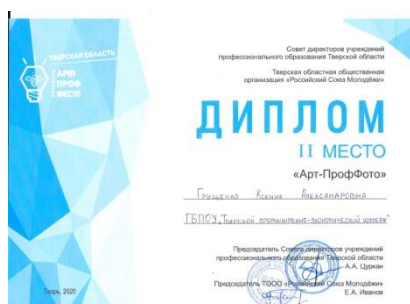 ТВЕРСКАЯ ОБЛАСТЬ
АРТ
ПРОФ
ФЕСТ
Совет директоров учреждений
профессионального образования Тверской области
Тверская областная общественная
организация «Российский Союз Молодёжи»
ДИПЛОМ
II МЕСТО
«Арт-ПрофФото»
Грищенко Ксения Александровна
ГБПОУ "Тверской промышленно-экономический колледж"
Председатель Совета директоров учреждений
профессионального образования Тверской области
А.А. Цуркан
Председатель ТООО «Российский Союз Молодёжи»
Е.А. Иванов
Тверь, 2020